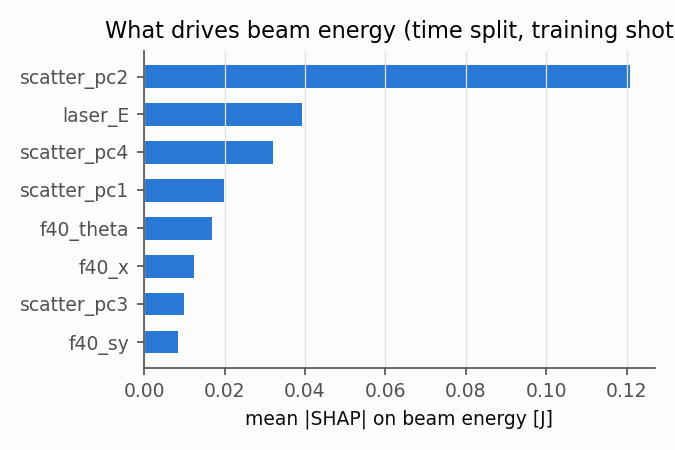 What drives beam energy (time split, training shot
scatter_pc2
laser_E
scatter_pc4
scatter_pc1
f40_theta
f40_x
scatter_pc3
f40_sy
0.00 0.02 0.04 0.06 0.08 0.10 0.12
mean |SHAP| on beam energy [J]